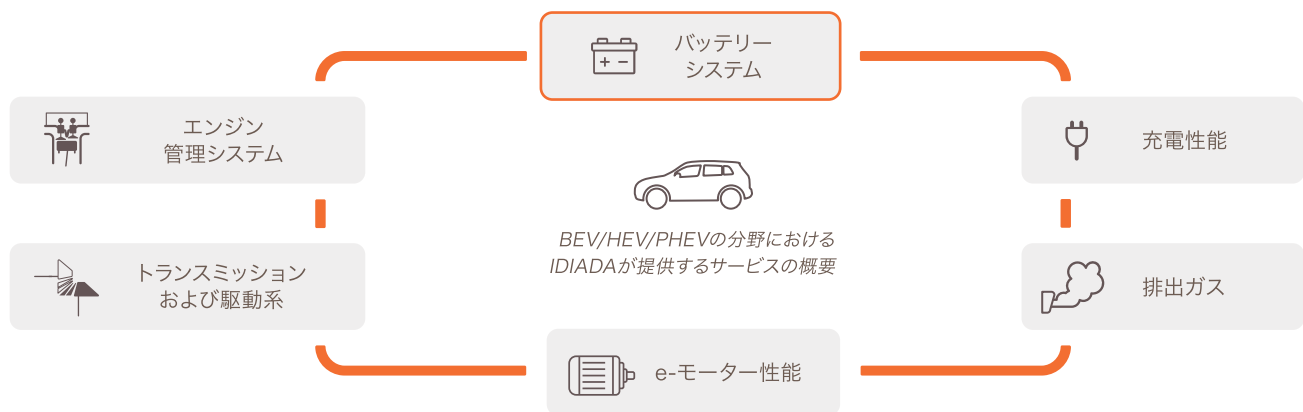 バッテリー
システム
エンジン
管理システム
充電性能
BEV/HEV/PHEVの分野における
IDIADAが提供するサービスの概要
トランスミッション
および駆動系
排出ガス
e-モーター性能